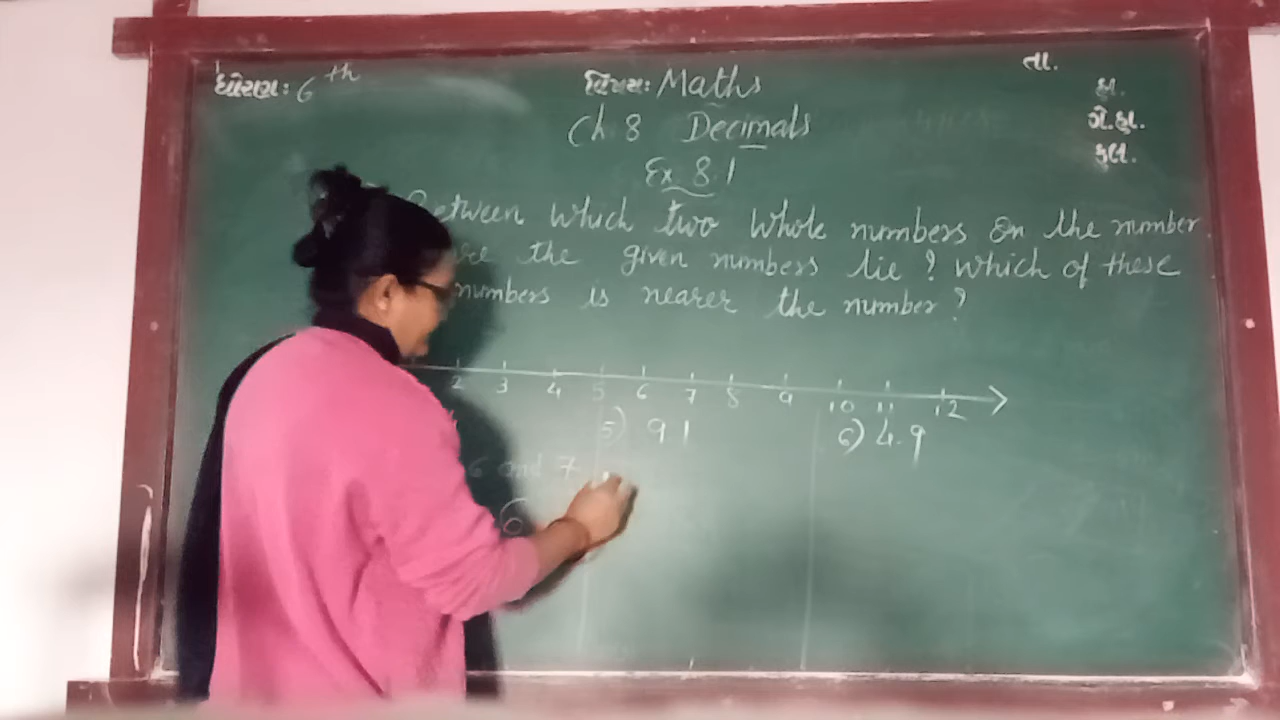 ધોરણ: 6th
વિષય: Maths
તા.
હા.
ગે.હા.
કુલ.
Ch.8 Decimals
Ex 8.1
Between which two whole numbers on the number
the given numbers lie ? Which of these
numbers is nearer the number ?
2 3 4 5 6 7 8 9 10 11 12
5) 9 1
6) 4.9
6 and 7
6